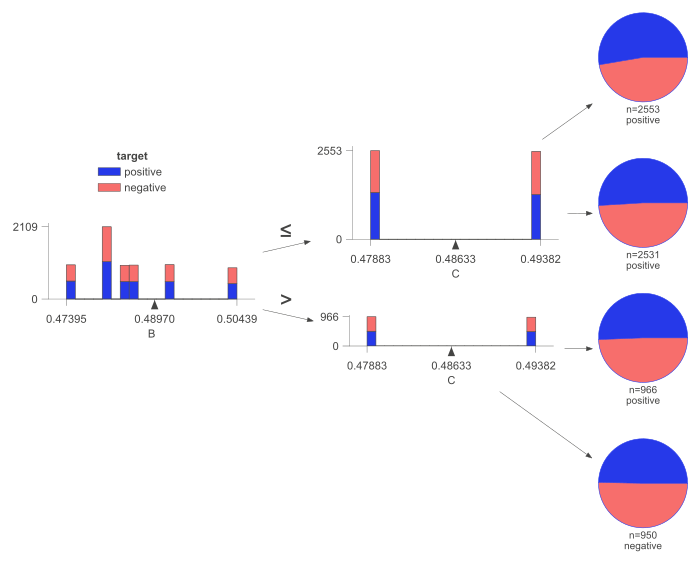 target
positive
negative
2109
0
0.47395
0.48970
0.50439
B
≤
>
2553
0
0.47883
0.48633
0.49382
C
966
0
0.47883
0.48633
0.49382
C
n=2553
positive
n=2531
positive
n=966
positive
n=950
negative